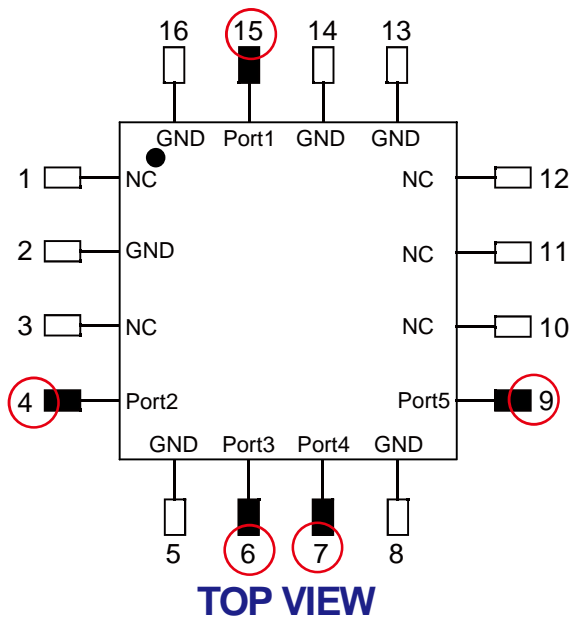 16 15 14 13
GND Port1 GND GND
1 NC NC 12
2 GND NC 11
3 NC NC 10
4 Port2 Port5 9
GND Port3 Port4 GND
5 6 7 8
TOP VIEW